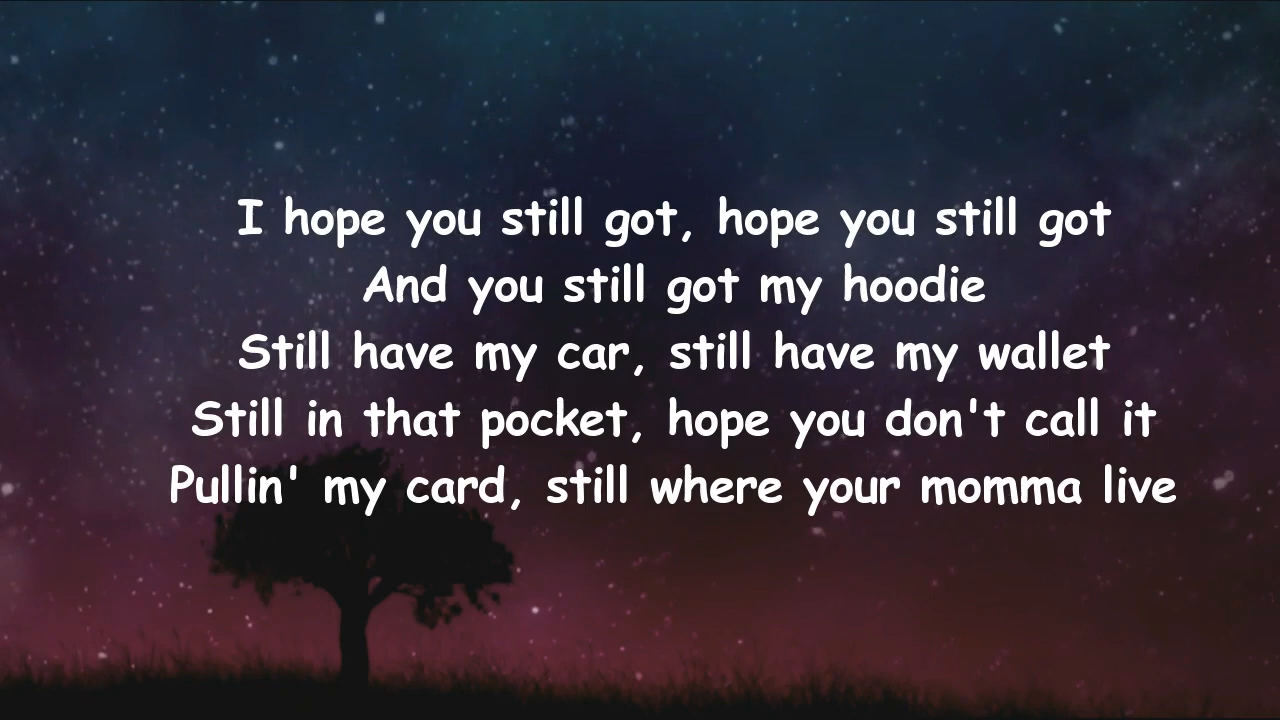 I hope you still got, hope you still got
And you still got my hoodie
Still have my car, still have my wallet
Still in that pocket, hope you don't call it
Pullin' my card, still where your momma live